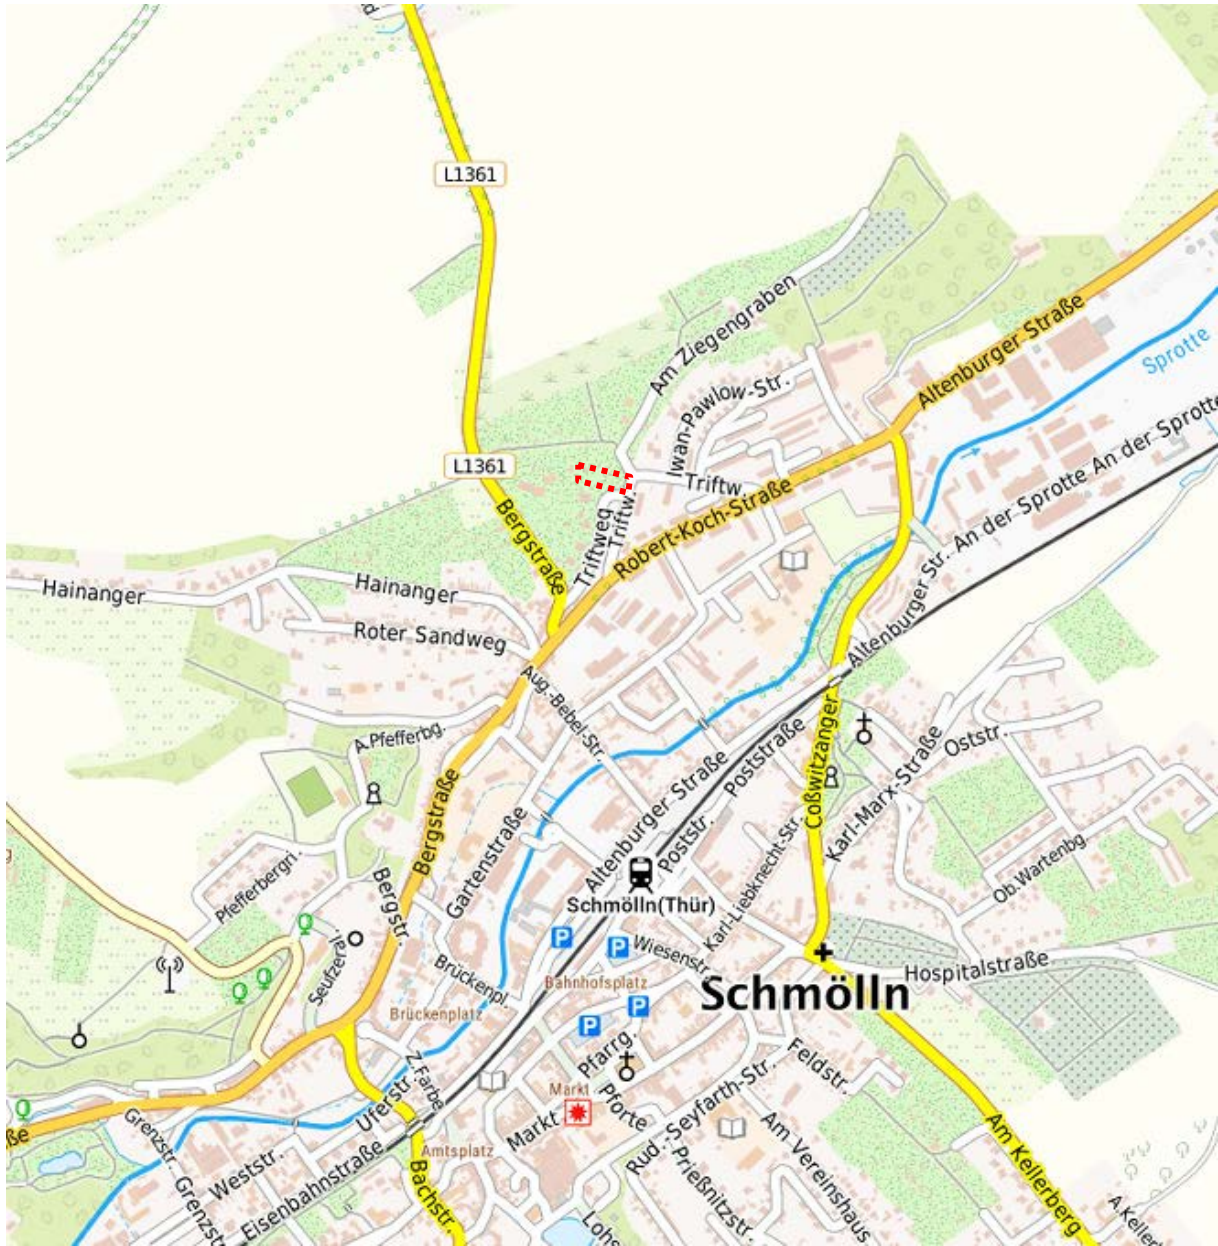 L1361
Am Ziegengraben
Altenburger Straße
Sprotte
Iwan-Pawlow-Str.
An der Sprotte
An der Sprotte
L1361
Triftw.
Bergstraße
Triftweg
Triftw.
Robert-Koch-Straße
Hainanger
Hainanger
Roter Sandweg
Altenburger Str.
Aug.-Bebel-Str.
A.Pfefferbg.
Coßwitzanger
Oststr.
Poststraße
Altenburger Straße
Karl-Marx-Straße
Bergstraße
Gartenstraße
Poststr.
Karl-Liebknecht-Str.
Ob.Wartenbg
Pfefferbergri.
Bergstr.
Schmölln(Thür)
Seufzeral.
P
P
Wiesenstr.
Hospitalstraße
Brückenpl.
Bahnhofsplatz
Schmölln
P
P
Brückenplatz
Pfarrg.
Feldstr.
Z.Farbe
Uferstr.
Markt
Markt
Pforte
Rud.-Seyfarth-Str.
Am Vereinshaus
Am Kellerberg
Grenzstr.
Grenzstr.
Weststr.
Eisenbahnstraße
Amtsplatz
Bachstr.
Prießnitzstr.
Lohs
A.Keller
ße